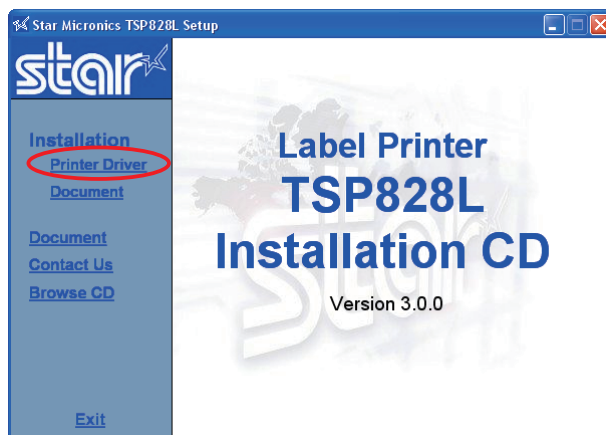 Star Micronics TSP828L Setup
star
Installation
Printer Driver
Document
Document
Contact Us
Browse CD
Exit
Label Printer
TSP828L
Installation CD
Version 3.0.0